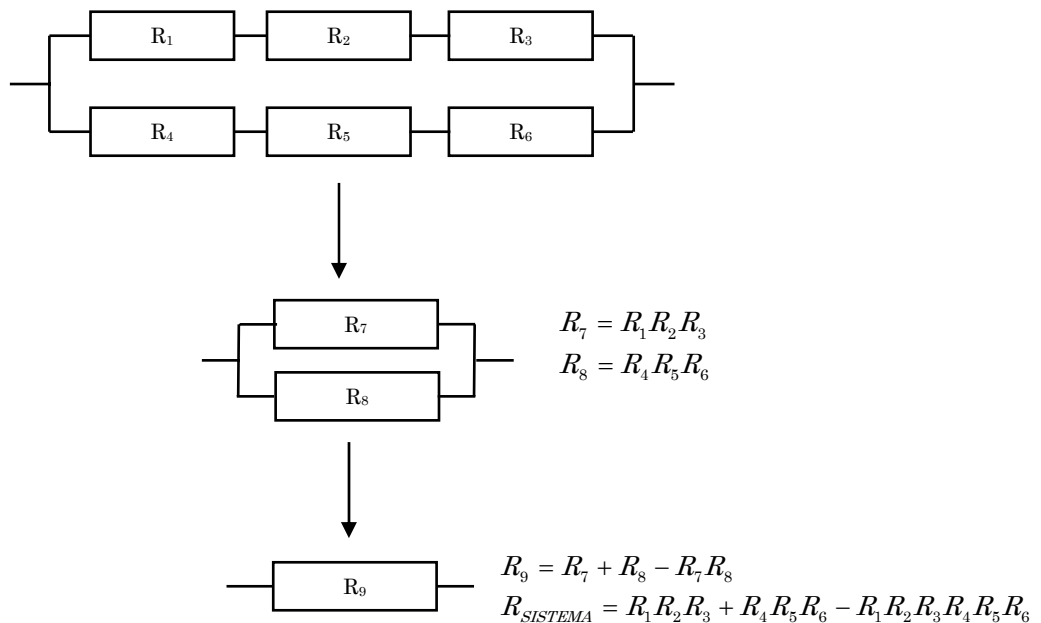 R₁ R₂ R₃
R₄ R₅ R₆
R₇
R₈
R₇ = R₁R₂R₃
R₈ = R₄R₅R₆
R₉
R₉ = R₇ + R₈ − R₇R₈
R_SISTEMA = R₁R₂R₃ + R₄R₅R₆ − R₁R₂R₃R₄R₅R₆